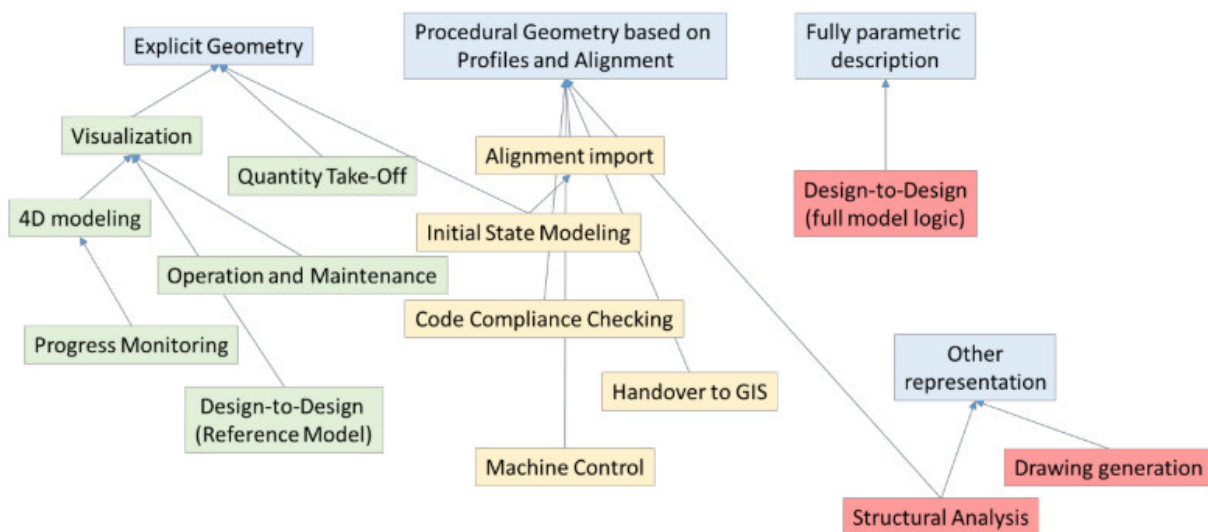 Explicit Geometry
Procedural Geometry based on
Profiles and Alignment
Fully parametric
description
Visualization
Quantity Take-Off
Alignment import
Design-to-Design
(full model logic)
4D modeling
Initial State Modeling
Operation and Maintenance
Code Compliance Checking
Progress Monitoring
Other
representation
Handover to GIS
Design-to-Design
(Reference Model)
Machine Control
Drawing generation
Structural Analysis